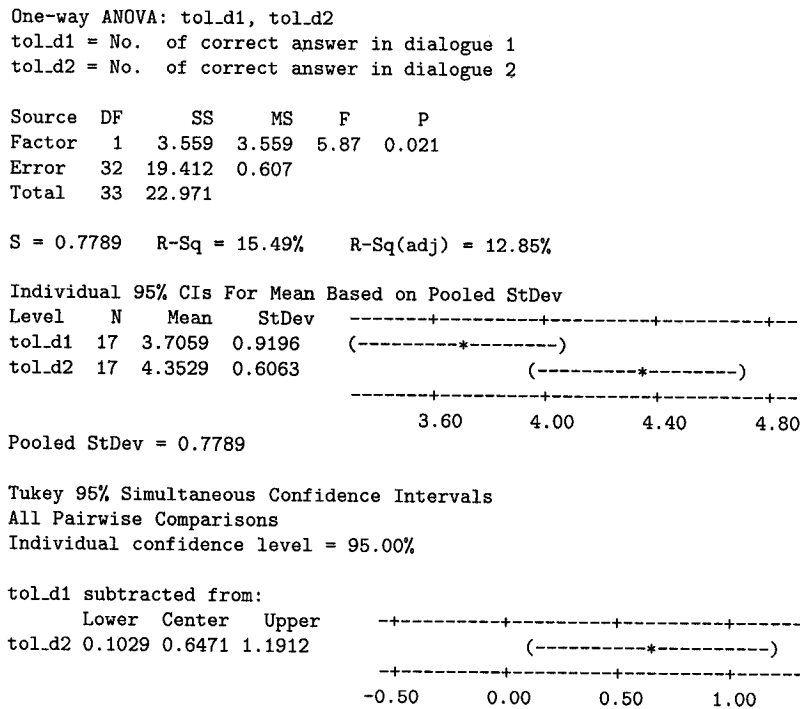 One-way ANOVA: tol_d1, tol_d2
tol_d1 = No.  of correct answer in dialogue 1
tol_d2 = No.  of correct answer in dialogue 2
Source  DF      SS     MS     F      P
Factor   1   3.559  3.559  5.87  0.021
Error   32  19.412  0.607
Total   33  22.971
S = 0.7789   R-Sq = 15.49%    R-Sq(adj) = 12.85%
Individual 95% CIs For Mean Based on Pooled StDev
Level    N    Mean    StDev   -------+---------+---------+---------+--
tol_d1  17  3.7059  0.9196   (---------*--------)
tol_d2  17  4.3529  0.6063                   (---------*--------)
-------+---------+---------+---------+--
3.60      4.00      4.40      4.80
Pooled StDev = 0.7789
Tukey 95% Simultaneous Confidence Intervals
All Pairwise Comparisons
Individual confidence level = 95.00%
tol_d1 subtracted from:
Lower  Center   Upper     -+---------+---------+---------+------
tol_d2 0.1029 0.6471 1.1912                    (----------*----------)
-+---------+---------+---------+------
-0.50      0.00      0.50      1.00